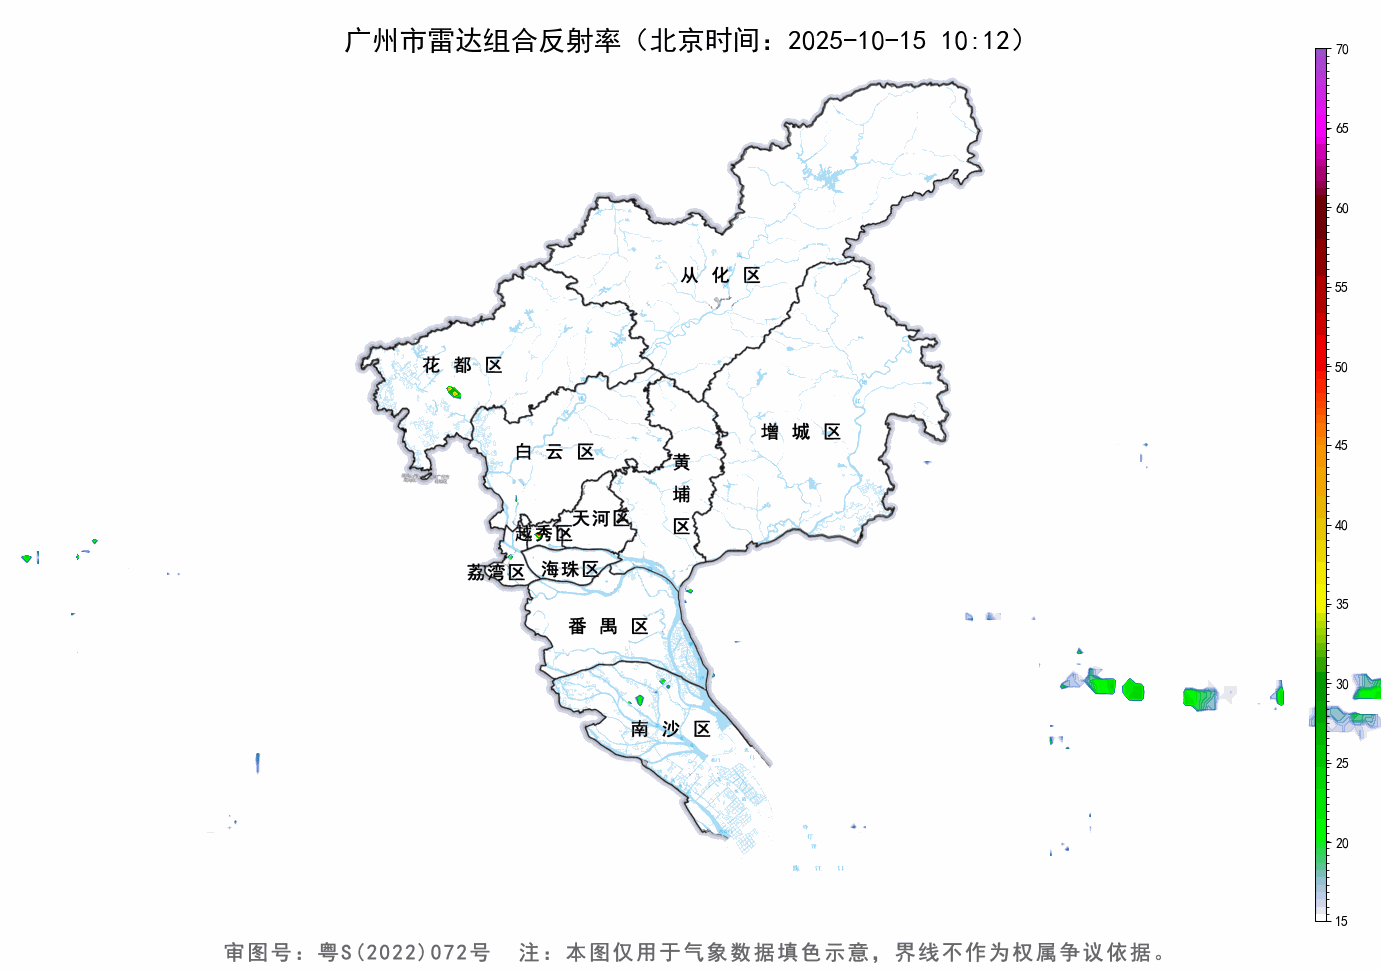 广州市雷达组合反射率（北京时间：2025-10-15 10:12）
70
65
60
55
50
45
40
35
30
25
20
15
从化区
花都区
增城区
白云区
黄埔区
天河区
越秀区
荔湾区
海珠区
番禺区
南沙区
审图号：粤S(2022)072号 注：本图仅用于气象数据填色示意，界线不作为权属争议依据。